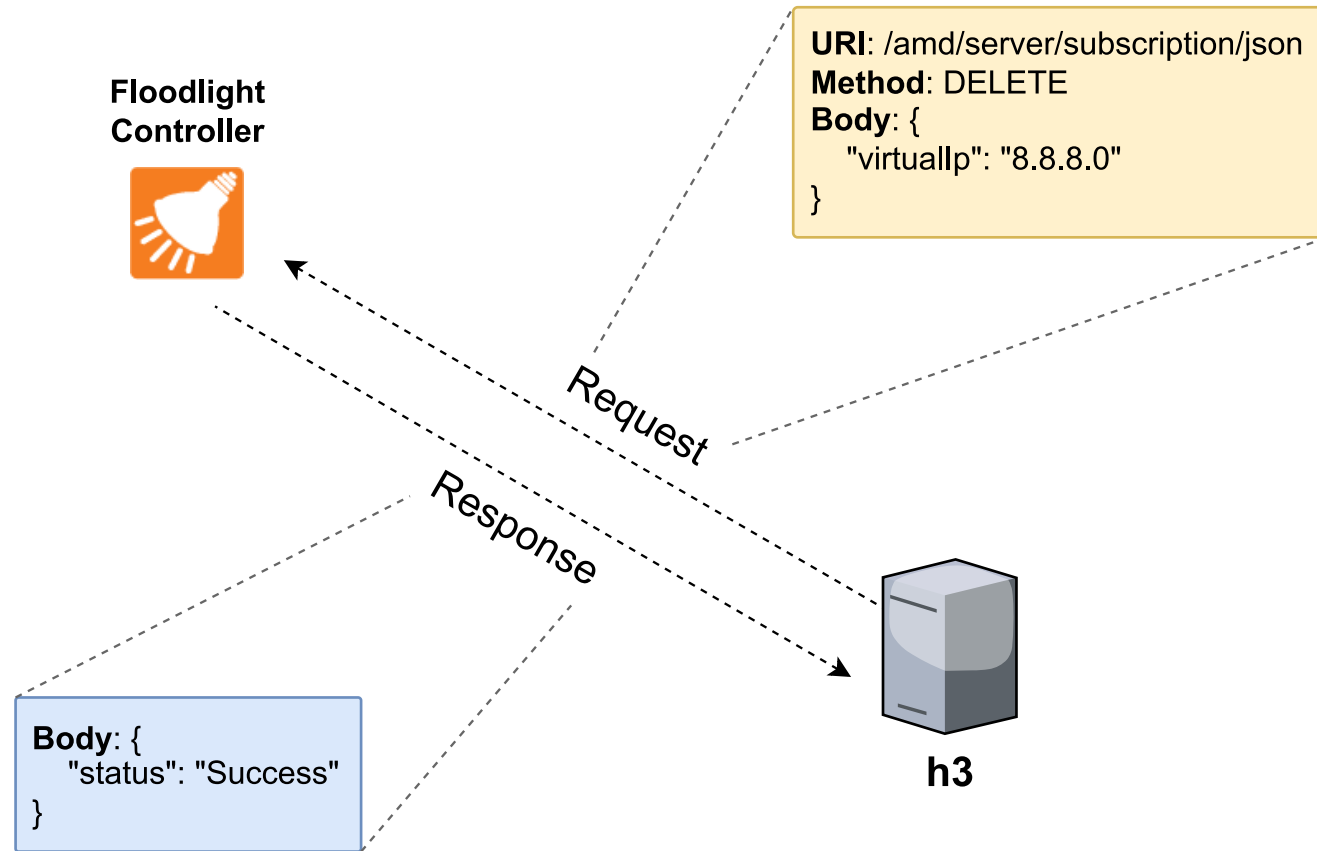 Floodlight
Controller
URI: /amd/server/subscription/json
Method: DELETE
Body: {
"virtualIp": "8.8.8.0"
}
Request
Response
Body: {
"status": "Success"
}
h3